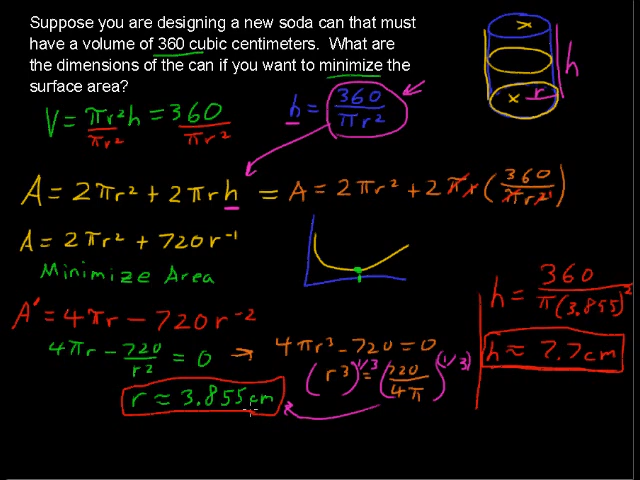 Suppose you are designing a new soda can that must
have a volume of 360 cubic centimeters. What are
the dimensions of the can if you want to minimize the
surface area?
V = πr²h/πr² = 360/πr²
h = 360/πr²
h
r
A = 2πr² + 2πrh = A = 2πr² + 2πr(360/πr²)
A = 2πr² + 720r⁻¹
Minimize Area
A' = 4πr - 720r⁻²
4πr - 720/r² = 0 → 4πr³ - 720 = 0
(r³)^(1/3) = (720/4π)^(1/3)
r ≈ 3.855cm
h = 360/π(3.855)²
h ≈ 7.7cm